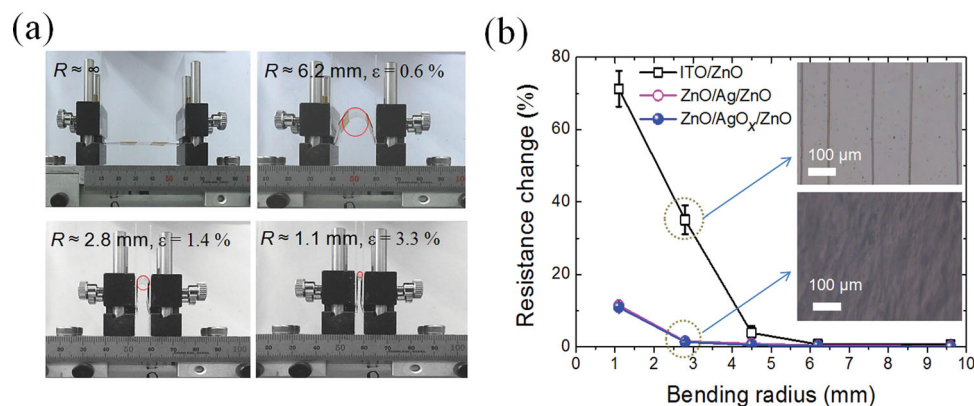 (a)
R ≈ ∞
R ≈ 6.2 mm, ε = 0.6 %
R ≈ 2.8 mm, ε = 1.4 %
R ≈ 1.1 mm, ε = 3.3 %
(b)
Resistance change (%)
80
60
40
20
0
ITO/ZnO
ZnO/Ag/ZnO
ZnO/AgOx/ZnO
100 µm
100 µm
0 1 2 3 4 5 6 7 8 9 10
Bending radius (mm)